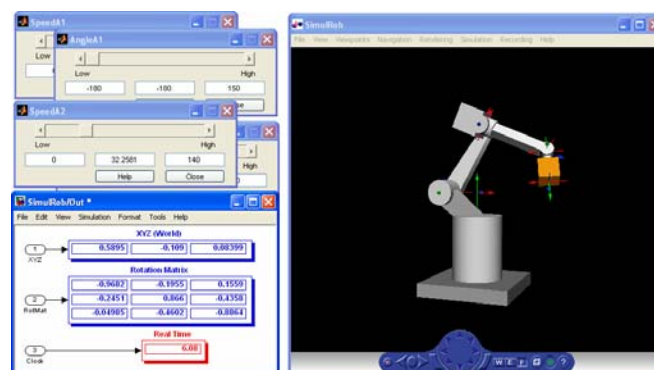 SpeedA1
AngleA1
Low
Low High
-180 -180 150
SpeedA2
Low High
0 32.2581 140
High
Help Close
SimulRob/Out *
File Edit View Simulation Format Tools Help
XYZ (World)
1 0.5895 -0.109 0.08399
XYZ
Rotation Matrix
-0.9682 -0.1955 0.1559
2 -0.2451 0.866 -0.4358
RotMat -0.04985 -0.4602 -0.8864
Real Time
3 6.08
Clock
SimulRob
File View Viewpoints Navigation Rendering Simulation Recording Help
W E F ?